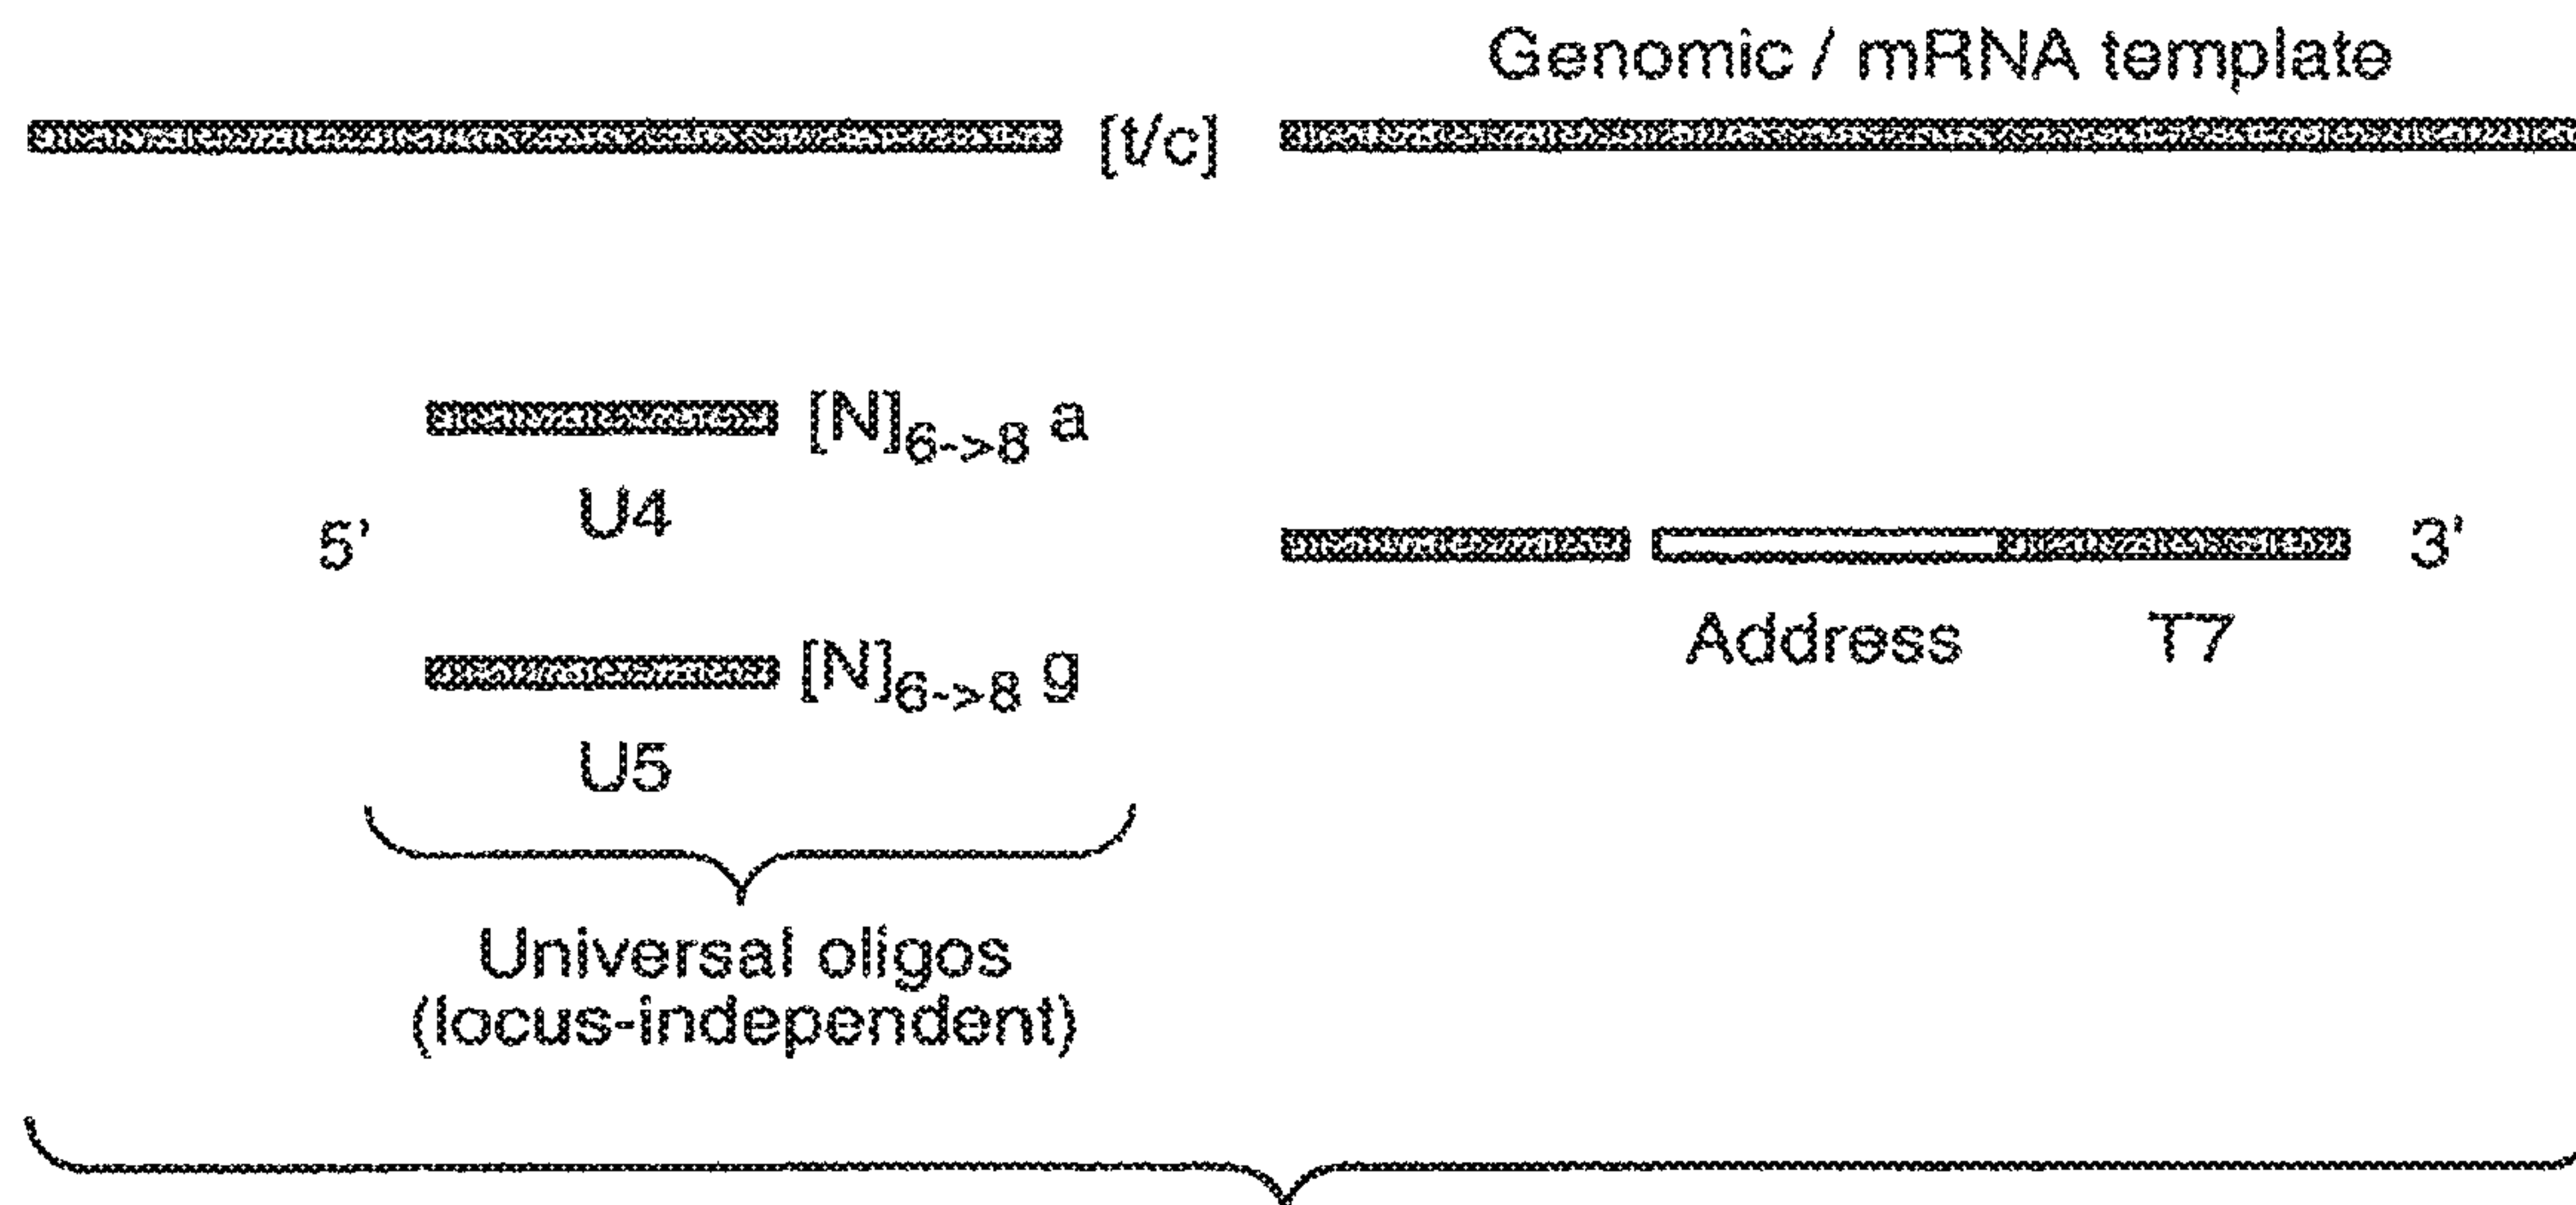 Genomic / mRNA template
[t/c]
[N]6->8 a
U4
5'
3'
Address
T7
[N]6->8 g
U5
Universal oligos
(locus-independent)